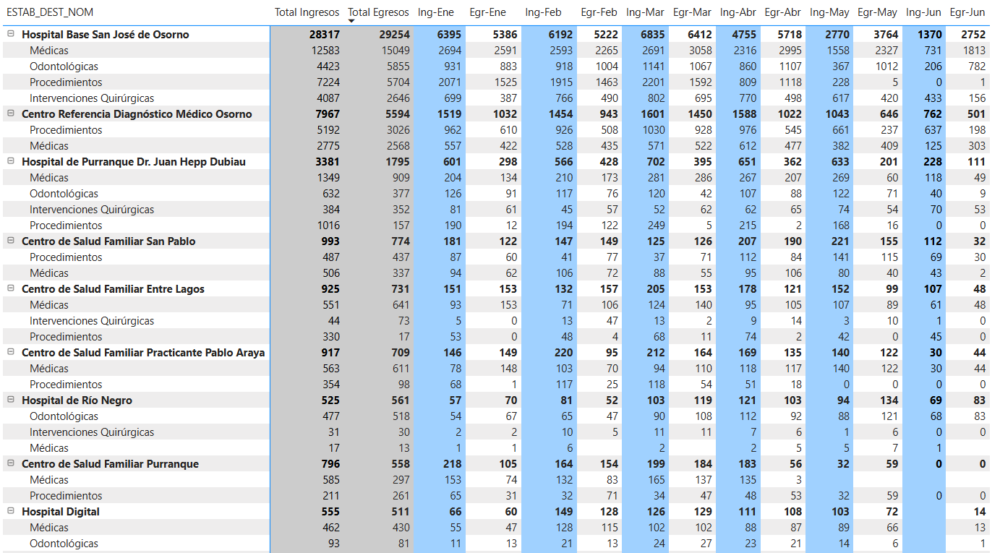 ESTAB_DEST_NOM Total Ingresos Total Egresos Ing-Ene Egr-Ene Ing-Feb Egr-Feb Ing-Mar Egr-Mar Ing-Abr Egr-Abr Ing-May Egr-May Ing-Jun Egr-Jun
Hospital Base San José de Osorno 28317 29254 6395 5386 6192 5222 6835 6412 4755 5718 2770 3764 1370 2752
Médicas 12583 15049 2694 2591 2593 2265 2691 3058 2316 2995 1558 2327 731 1813
Odontológicas 4423 5855 931 883 918 1004 1141 1067 860 1107 367 1012 206 782
Procedimientos 7224 5704 2071 1525 1915 1463 2201 1592 809 1118 228 5 0 1
Intervenciones Quirúrgicas 4087 2646 699 387 766 490 802 695 770 498 617 420 433 156
Centro Referencia Diagnóstico Médico Osorno 7967 5594 1519 1032 1454 943 1601 1450 1588 1022 1043 646 762 501
Procedimientos 5192 3026 962 610 926 508 1030 928 976 545 661 237 637 198
Médicas 2775 2568 557 422 528 435 571 522 612 477 382 409 125 303
Hospital de Purranque Dr. Juan Hepp Dubiau 3381 1795 601 298 566 428 702 395 651 362 633 201 228 111
Médicas 1349 909 204 134 210 173 281 286 267 207 269 60 118 49
Odontológicas 632 377 126 91 117 76 120 42 107 88 122 71 40 9
Intervenciones Quirúrgicas 384 352 81 61 45 57 52 62 62 65 74 54 70 53
Procedimientos 1016 157 190 12 194 122 249 5 215 2 168 16 0 0
Centro de Salud Familiar San Pablo 993 774 181 122 147 149 125 126 207 190 221 155 112 32
Procedimientos 487 437 87 60 41 77 37 71 112 84 141 115 69 30
Médicas 506 337 94 62 106 72 88 55 95 106 80 40 43 2
Centro de Salud Familiar Entre Lagos 925 731 151 153 132 157 205 153 178 121 152 99 107 48
Médicas 551 641 93 153 71 106 124 140 95 105 107 89 61 48
Intervenciones Quirúrgicas 44 73 5 0 13 47 13 2 9 14 3 10 1 0
Procedimientos 330 17 53 0 48 4 68 11 74 2 42 0 45 0
Centro de Salud Familiar Practicante Pablo Araya 917 709 146 149 220 95 212 164 169 135 140 122 30 44
Médicas 563 611 78 148 103 70 94 110 118 117 140 122 30 44
Procedimientos 354 98 68 1 117 25 118 54 51 18 0 0 0 0
Hospital de Río Negro 525 561 57 70 81 52 103 119 121 103 94 134 69 83
Odontológicas 477 518 54 67 65 47 90 108 112 92 88 121 68 83
Intervenciones Quirúrgicas 31 30 2 2 10 5 11 11 7 6 1 6 0 0
Médicas 17 13 1 1 6 2 2 5 5 7 1
Centro de Salud Familiar Purranque 796 558 218 105 164 154 199 184 183 56 32 59 0 0
Médicas 585 297 153 74 132 83 165 137 135 3
Procedimientos 211 261 65 31 32 71 34 47 48 53 32 59 0 0
Hospital Digital 555 511 66 60 149 128 126 129 111 108 103 72 14
Médicas 462 430 55 47 128 115 102 102 88 87 89 66 13
Odontológicas 93 81 11 13 21 13 24 27 23 21 14 6 1